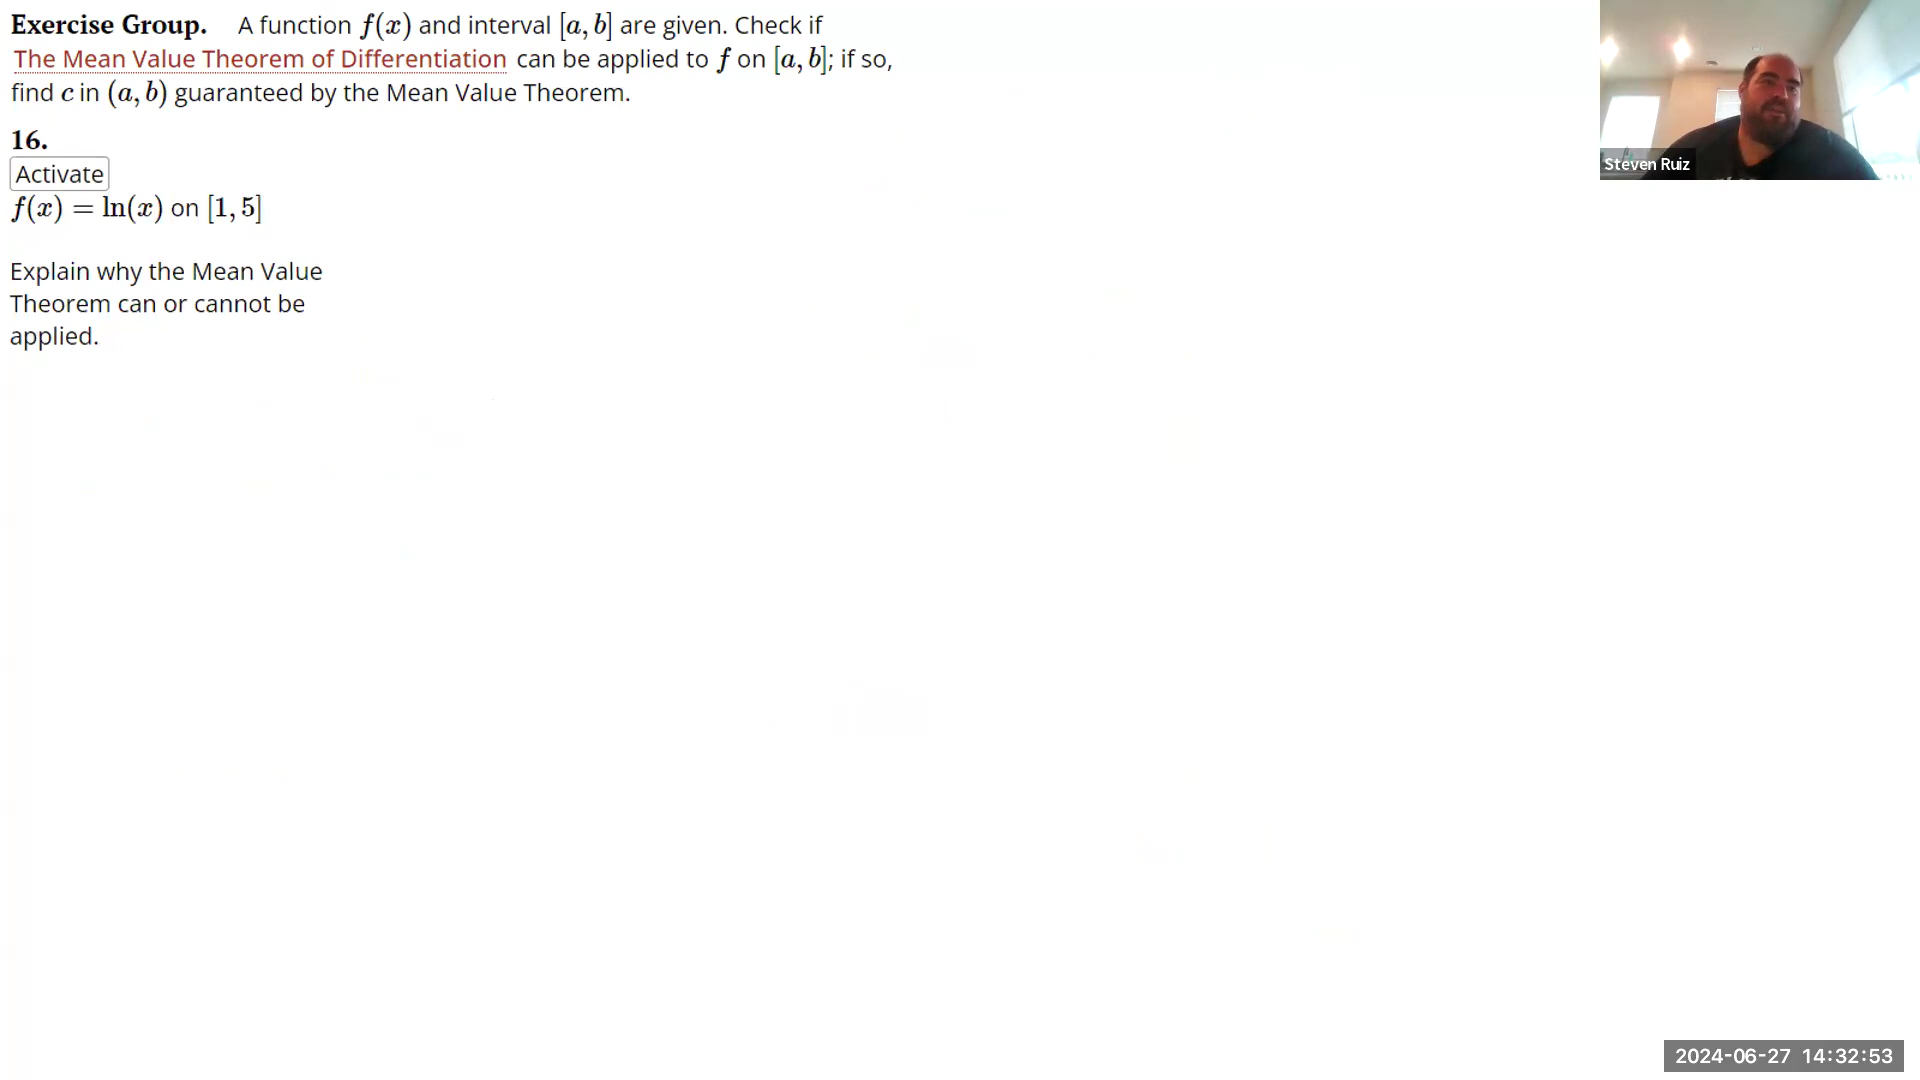 Exercise Group. A function f(x) and interval [a, b] are given. Check if
The Mean Value Theorem of Differentiation can be applied to f on [a, b]; if so,
find c in (a, b) guaranteed by the Mean Value Theorem.
16.
Activate
f(x) = ln(x) on [1, 5]
Explain why the Mean Value
Theorem can or cannot be
applied.
Steven Ruiz
2024-06-27 14:32:53